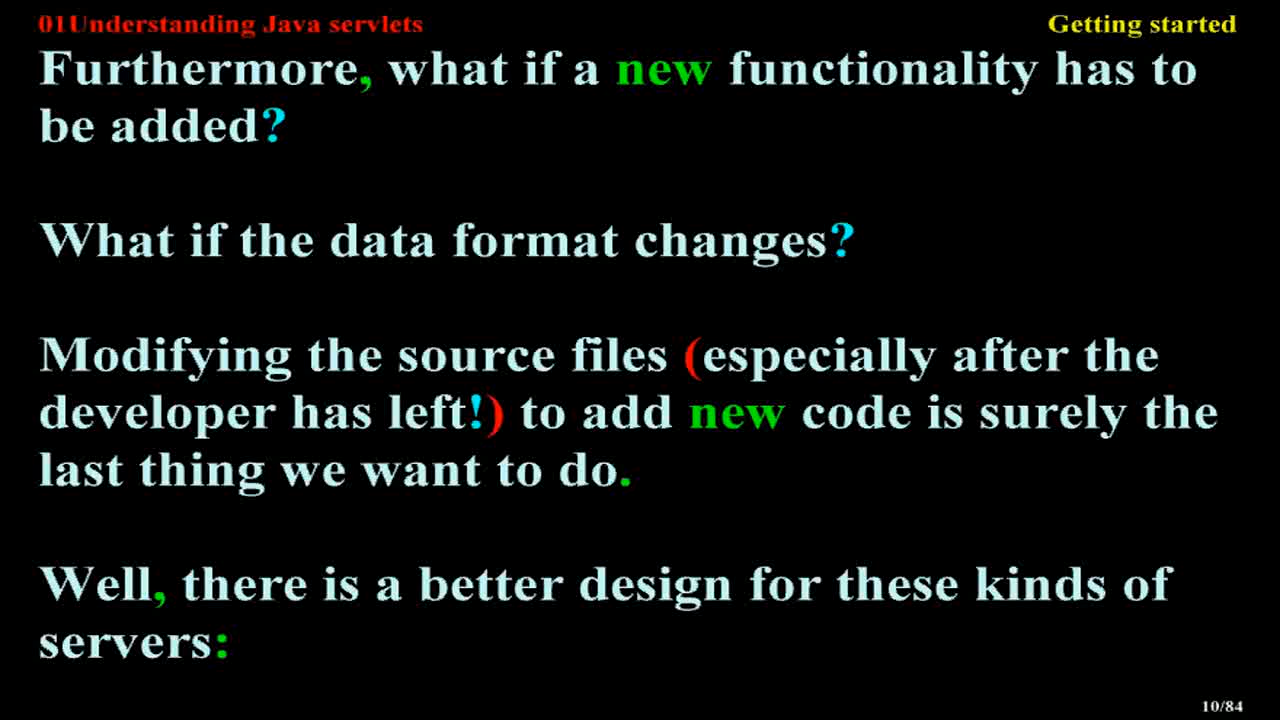 01Understanding Java servlets
Getting started
Furthermore, what if a new functionality has to
be added?
What if the data format changes?
Modifying the source files (especially after the
developer has left!) to add new code is surely the
last thing we want to do.
Well, there is a better design for these kinds of
servers:
10/84